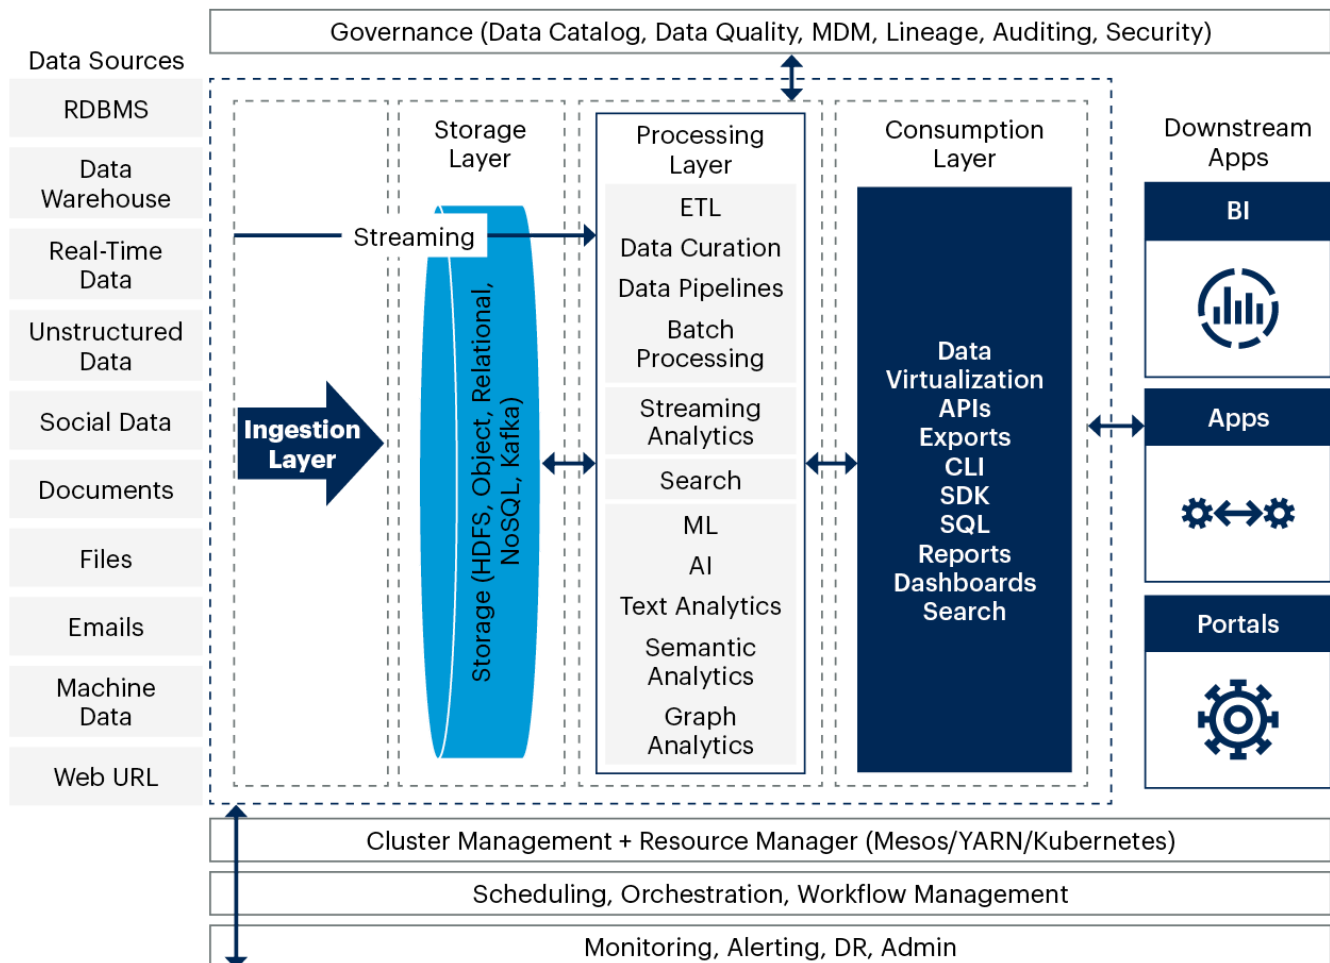 Governance (Data Catalog, Data Quality, MDM, Lineage, Auditing, Security)
Data Sources
RDBMS
Data
Warehouse
Real-Time
Data
Unstructured
Data
Social Data
Documents
Files
Emails
Machine
Data
Web URL
Streaming
Ingestion
Layer
Storage
Layer
Storage (HDFS, Object, Relational,
NoSQL, Kafka)
Processing
Layer
ETL
Data Curation
Data Pipelines
Batch
Processing
Streaming
Analytics
Search
ML
AI
Text Analytics
Semantic
Analytics
Graph
Analytics
Consumption
Layer
Data
Virtualization
APIs
Exports
CLI
SDK
SQL
Reports
Dashboards
Search
Downstream
Apps
BI
Apps
Portals
Cluster Management + Resource Manager (Mesos/YARN/Kubernetes)
Scheduling, Orchestration, Workflow Management
Monitoring, Alerting, DR, Admin